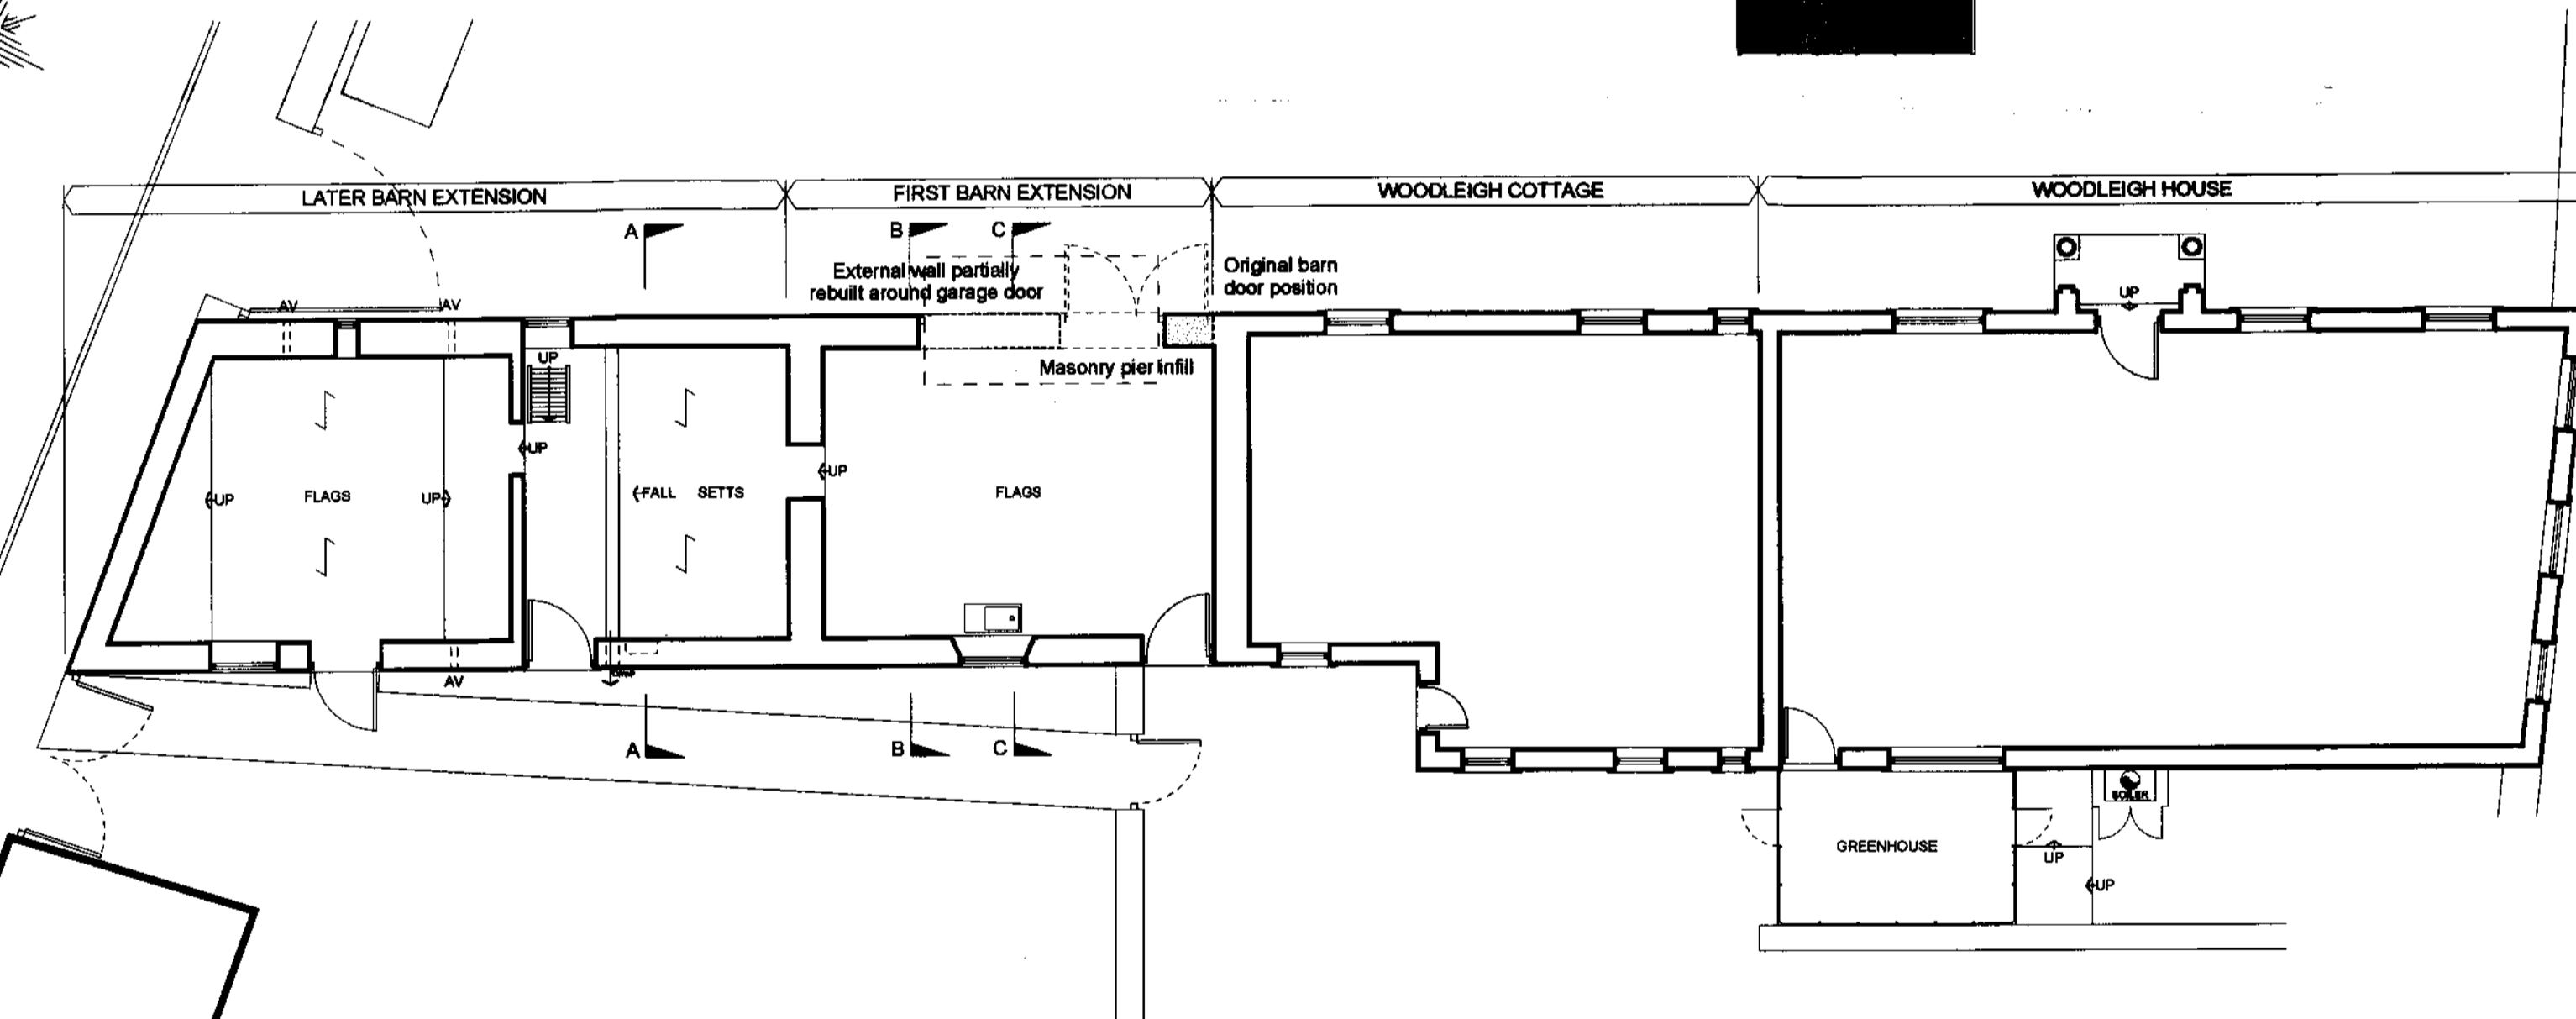 LATER BARN EXTENSION
FIRST BARN EXTENSION
WOODLEIGH COTTAGE
WOODLEIGH HOUSE
A
B
C
External wall partially
rebuilt around garage door
Original barn
door position
AV
AV
UP
UP
Masonry pier infill
UP
UP
UP
FLAGS
UP
FALL
SETTS
FLAGS
AV
A
B
C
BOILER
GREENHOUSE
UP
UP